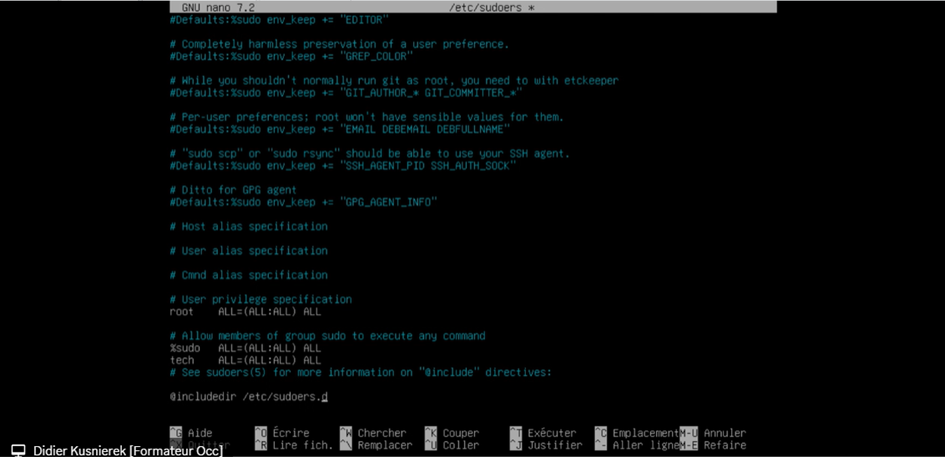 GNU nano 7.2 /etc/sudoers *
#Defaults:%sudo env_keep += "EDITOR"
# Completely harmless preservation of a user preference.
#Defaults:%sudo env_keep += "GREP_COLOR"
# While you shouldn't normally run git as root, you need to with etckeeper
#Defaults:%sudo env_keep += "GIT_AUTHOR_* GIT_COMMITTER_*"
# Per-user preferences; root won't have sensible values for them.
#Defaults:%sudo env_keep += "EMAIL DEBEMAIL DEBFULLNAME"
# "sudo scp" or "sudo rsync" should be able to use your SSH agent.
#Defaults:%sudo env_keep += "SSH_AGENT_PID SSH_AUTH_SOCK"
# Ditto for GPG agent
#Defaults:%sudo env_keep += "GPG_AGENT_INFO"
# Host alias specification
# User alias specification
# Cmnd alias specification
# User privilege specification
root ALL=(ALL:ALL) ALL
# Allow members of group sudo to execute any command
%sudo ALL=(ALL:ALL) ALL
tech ALL=(ALL:ALL) ALL
# See sudoers(5) for more information on "@include" directives:
@includedir /etc/sudoers.d
^G Aide ^O Écrire ^W Chercher ^K Couper ^T Exécuter ^C Emplacement M-U Annuler
^X Quitter ^R Lire fich. ^\ Remplacer ^U Coller ^J Justifier ^- Aller ligne M-E Refaire
Didier Kusnierek [Formateur Occ]